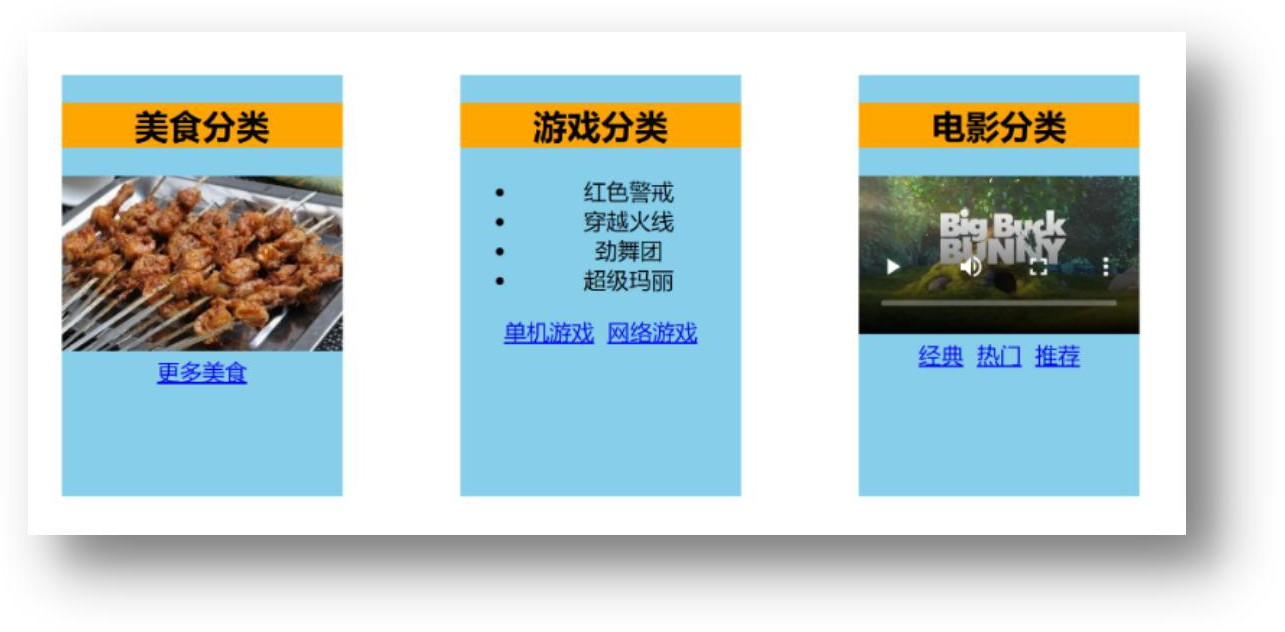 美食分类
更多美食
游戏分类
红色警戒
穿越火线
劲舞团
超级玛丽
单机游戏 网络游戏
电影分类
Big Buck
BUNNY
经典 热门 推荐